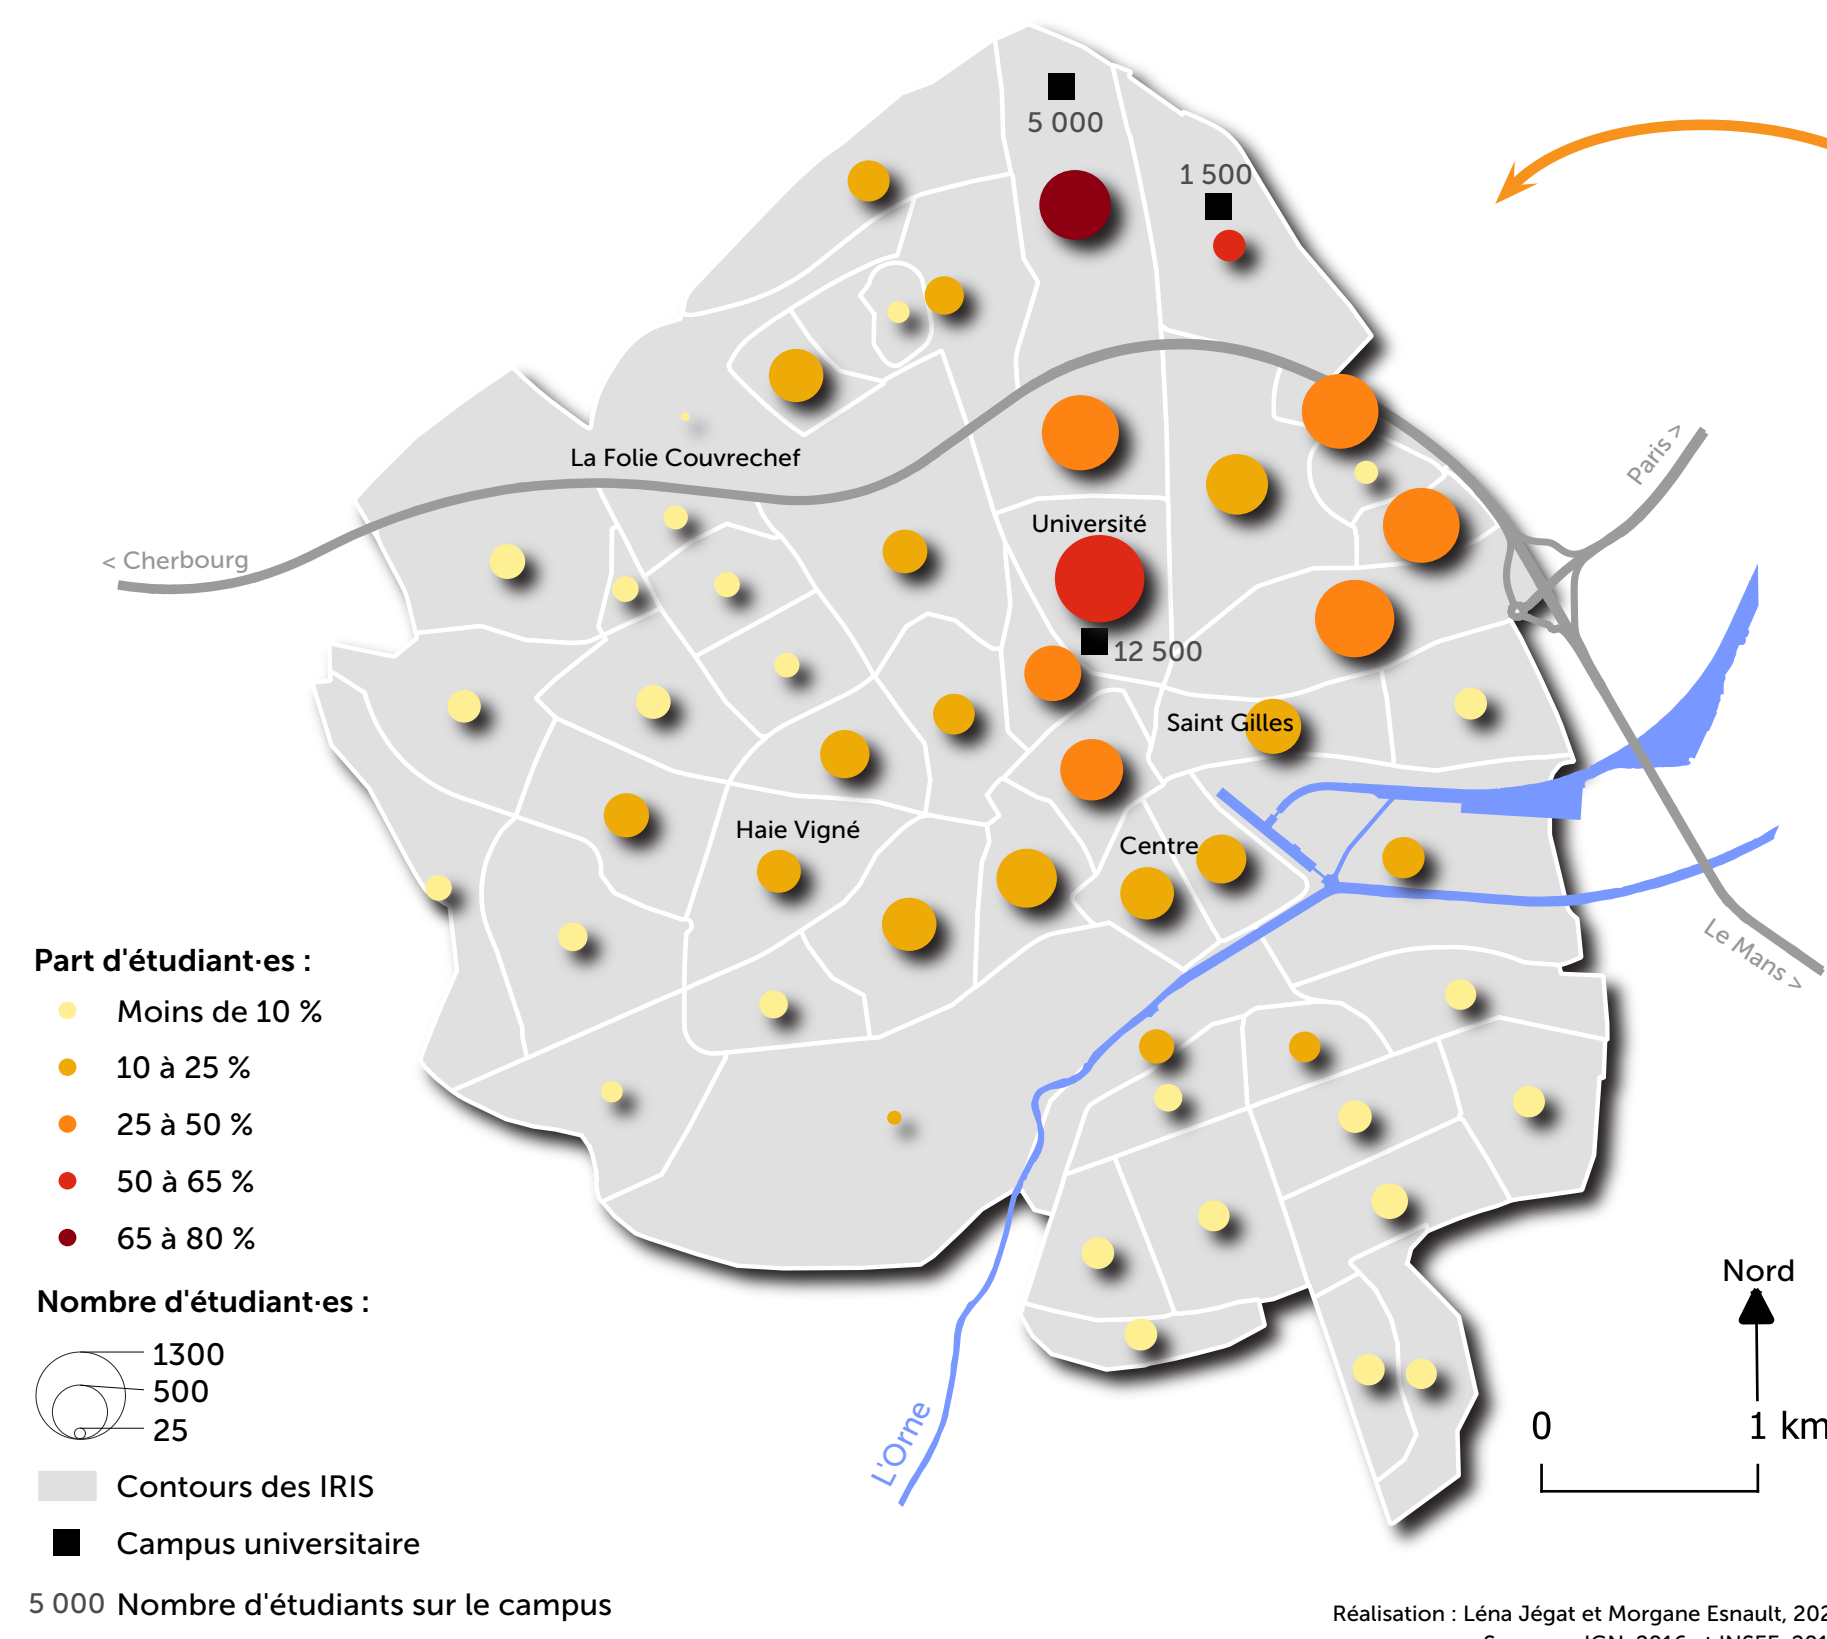 5 000
1 500
Paris >
La Folie Couvrechef
Université
< Cherbourg
12 500
Saint Gilles
Haie Vigné
Centre
Le Mans >
Part d'étudiant·es :
Moins de 10 %
10 à 25 %
25 à 50 %
50 à 65 %
65 à 80 %
Nombre d'étudiant·es :
1300
500
25
Contours des IRIS
Campus universitaire
5 000 Nombre d'étudiants sur le campus
L'Orne
Nord
0 1 km
Réalisation : Léna Jégat et Morgane Esnault, 202